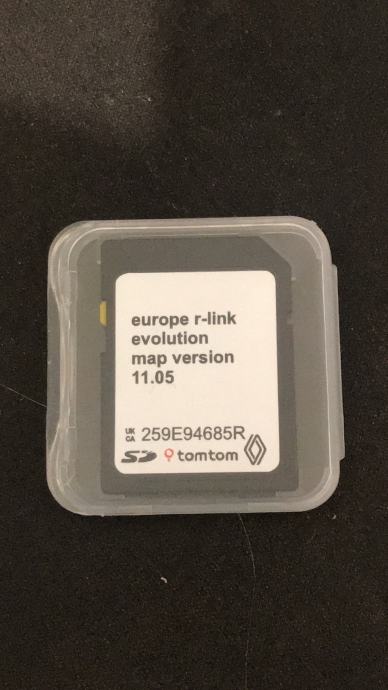 europe r-link
evolution
map version
11.05
UK
CA 259E94685R
SD tomtom